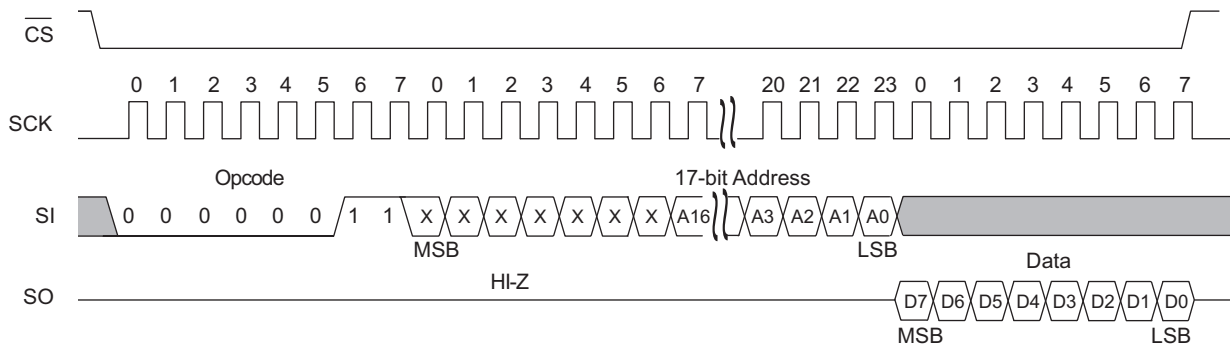 CS
0 1 2 3 4 5 6 7 0 1 2 3 4 5 6 7 20 21 22 23 0 1 2 3 4 5 6 7
SCK
Opcode 17-bit Address
SI 0 0 0 0 0 0 1 1 X X X X X X X A16 A3 A2 A1 A0
MSB LSB
HI-Z Data
SO D7 D6 D5 D4 D3 D2 D1 D0
MSB LSB